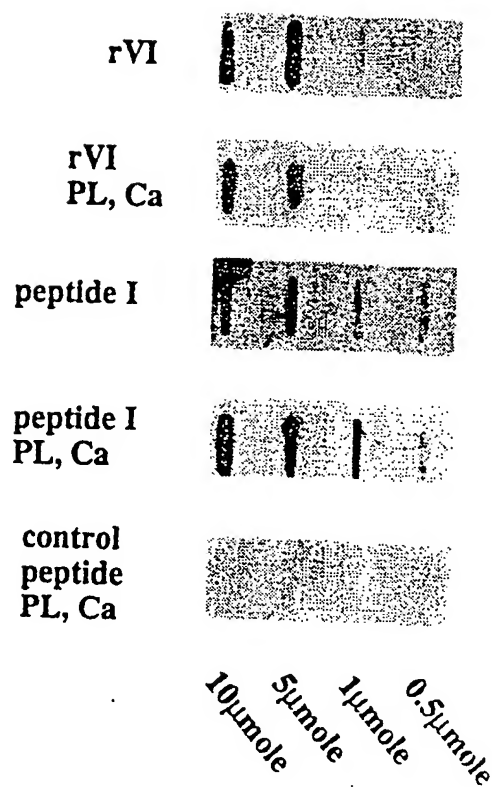 rVI
rVI
PL, Ca
peptide I
peptide I
PL, Ca
control
peptide
PL, Ca
10µmole
5µmole
1µmole
0.5µmole